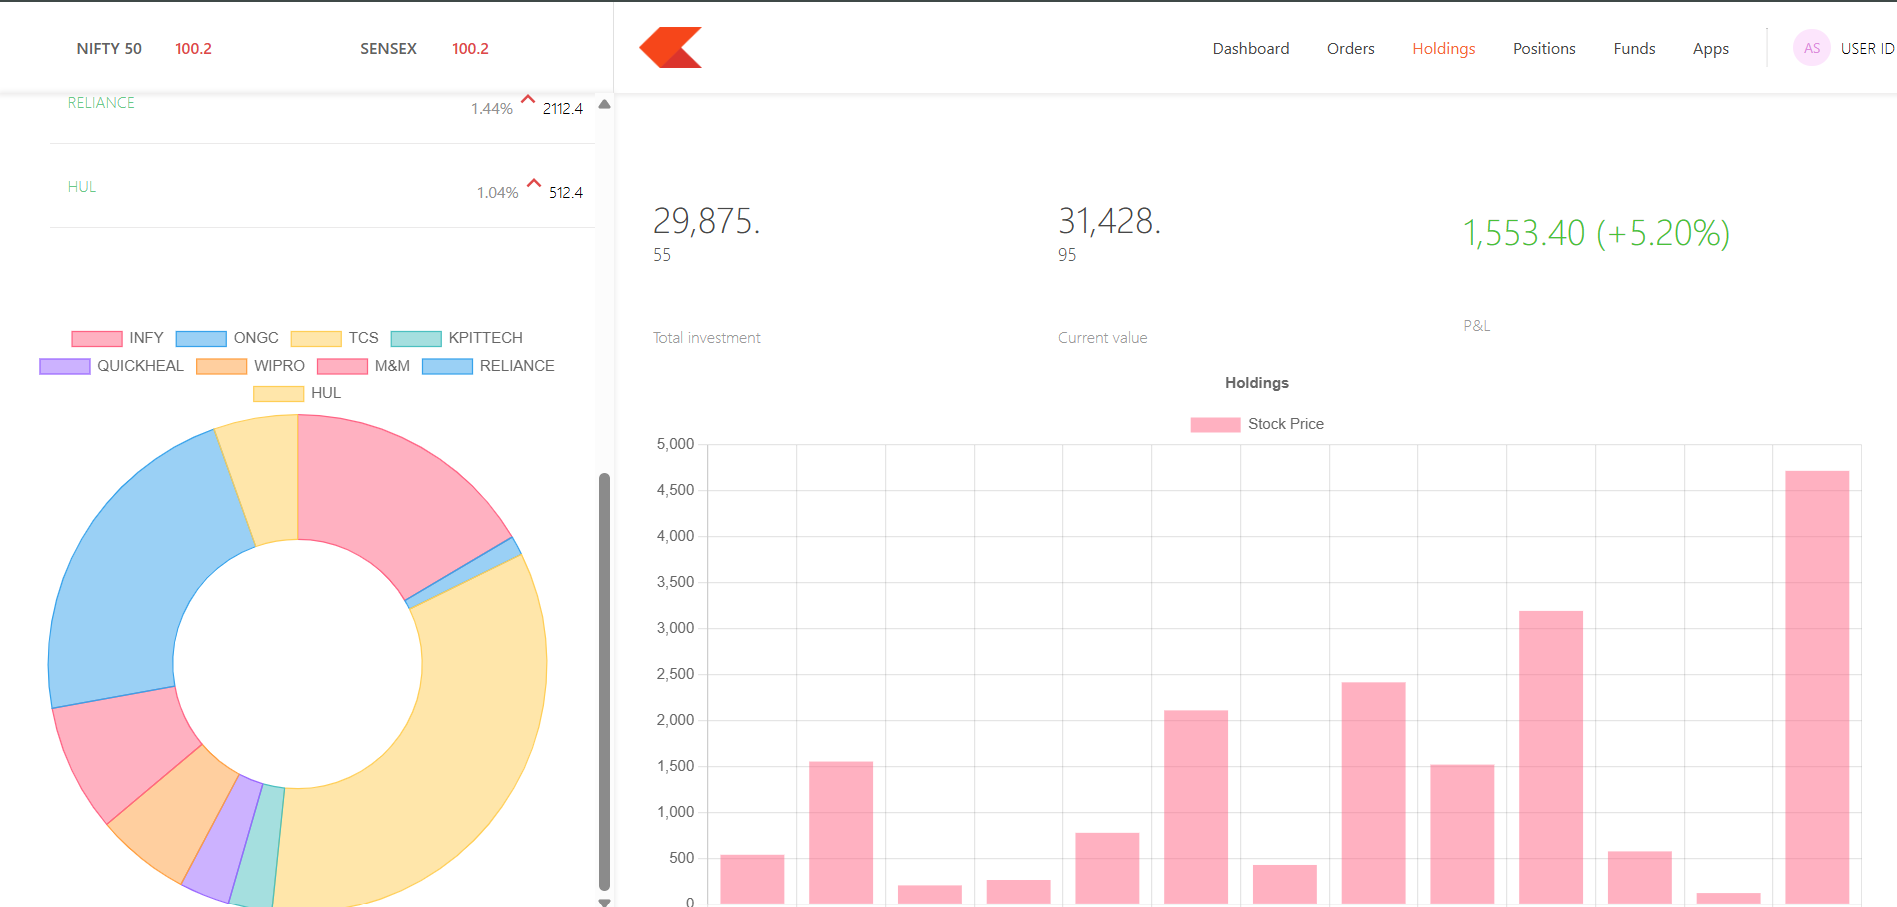 NIFTY 50 100.2 SENSEX 100.2
Dashboard Orders Holdings Positions Funds Apps AS USER ID
RELIANCE 1.44% 2112.4
HUL 1.04% 512.4
INFY ONGC TCS KPITTECH
QUICKHEAL WIPRO M&M RELIANCE
HUL
29,875.
55
Total investment
31,428.
95
Current value
1,553.40 (+5.20%)
P&L
Holdings
Stock Price
5,000
4,500
4,000
3,500
3,000
2,500
2,000
1,500
1,000
500
0